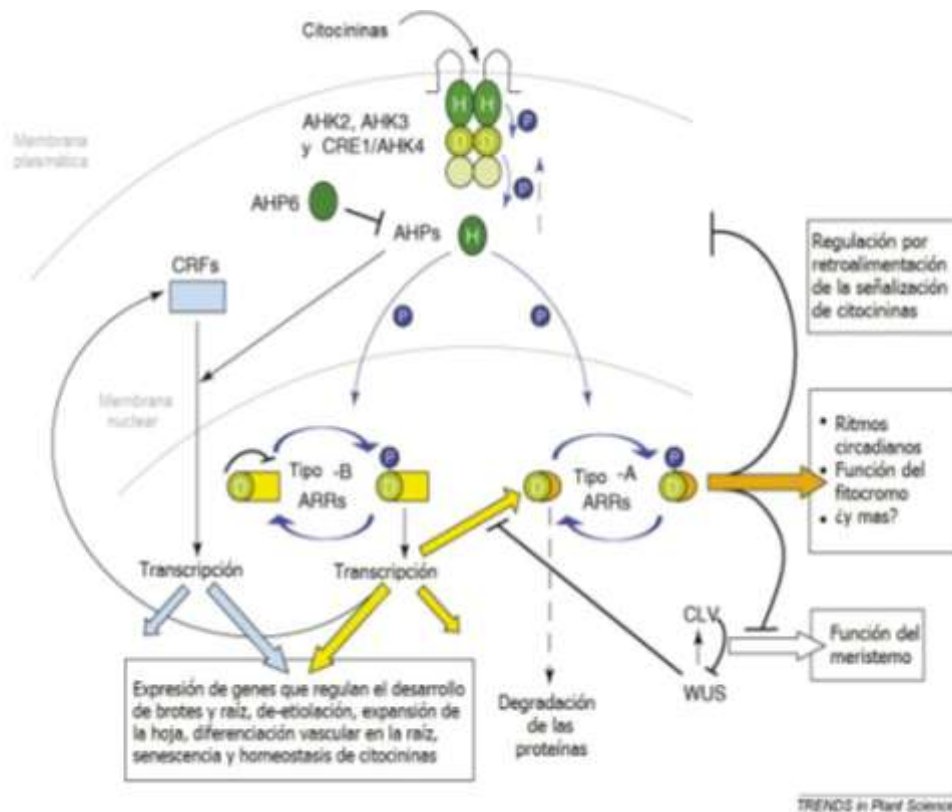 Citocininas
Membrana
plasmática
AHK2, AHK3
y CRE1/AHK4
H H
P
P
AHP6
AHPs
H
CRFs
Regulación por
retroalimentación
de la señalización
de citocininas
P
P
Membrana
nuclear
P
Tipo -B
ARRs
P
Tipo -A
ARRs
• Ritmos
circadianos
• Función del
fitocromo
• ¿y mas?
Transcripción
Transcripción
CLV
WUS
Función del
meristemo
Expresión de genes que regulan el desarrollo
de brotes y raíz, de-etiolación, expansión de
la hoja, diferenciación vascular en la raíz,
senescencia y homeostasis de citocininas
Degradación
de las
proteínas
TRENDS in Plant Science